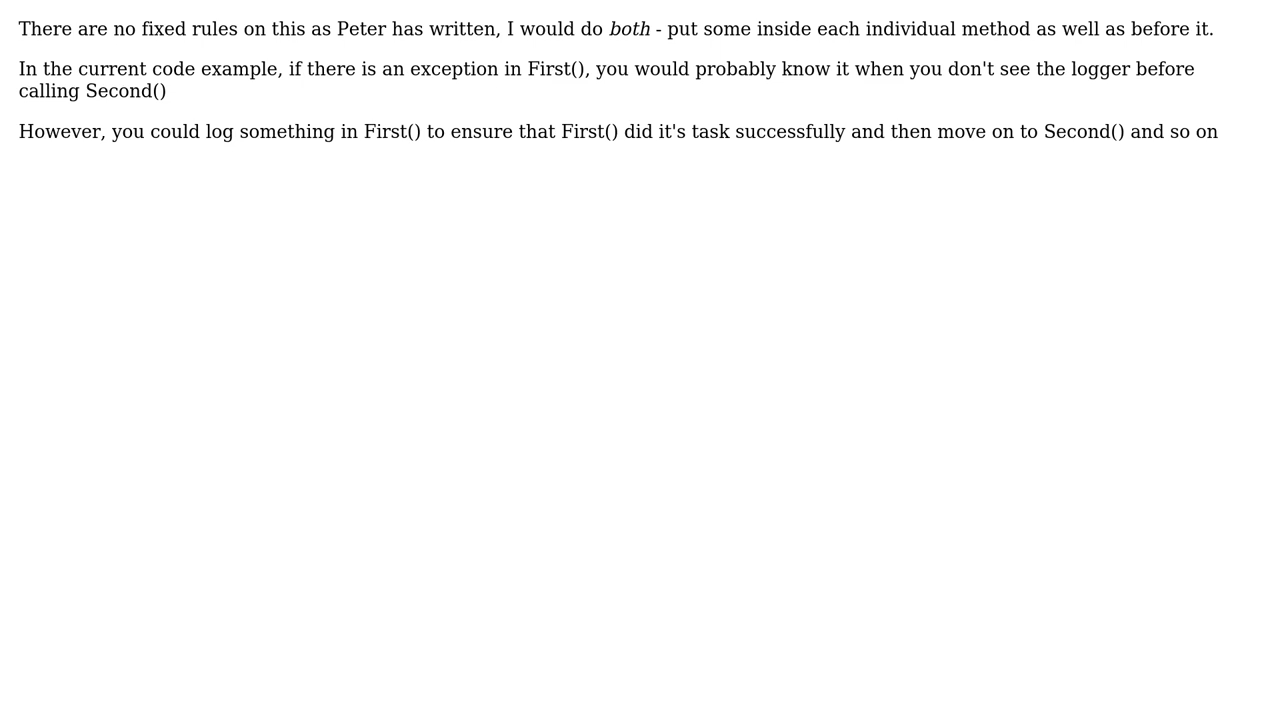 There are no fixed rules on this as Peter has written, I would do both - put some inside each individual method as well as before it.
In the current code example, if there is an exception in First(), you would probably know it when you don't see the logger before
calling Second()
However, you could log something in First() to ensure that First() did it's task successfully and then move on to Second() and so on